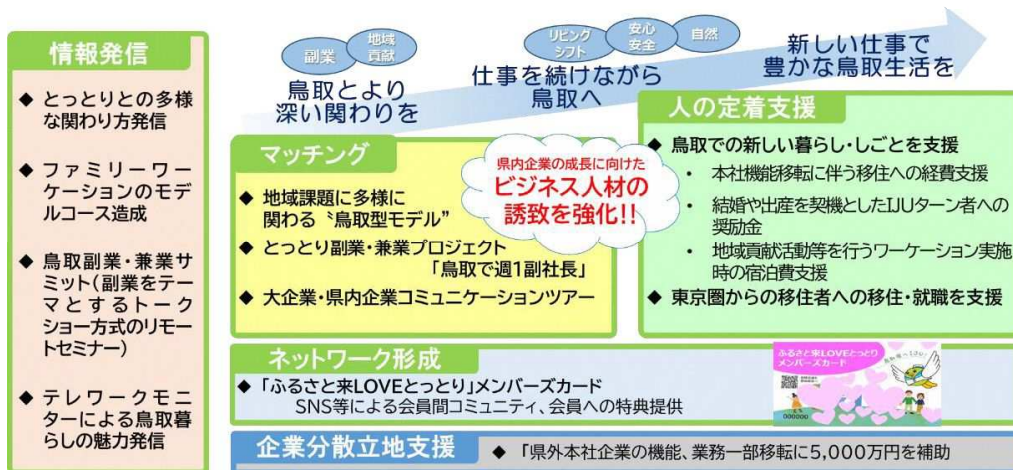 情報発信
◆ とっとりとの多様
な関わり方発信
◆ ファミリーワー
ケーションのモデ
ルコース造成
◆ 鳥取副業・兼業サ
ミット(副業をテー
マとするトーク
ショー方式のリモー
トセミナー)
◆ テレワークモニ
ターによる鳥取暮
らしの魅力発信
副業
地域
貢献
鳥取とより
深い関わりを
リビング
シフト
安心
安全
自然
仕事を続けながら
鳥取へ
新しい仕事で
豊かな鳥取生活を
マッチング
◆ 地域課題に多様に
関わる〝鳥取型モデル”
◆ とっとり副業・兼業プロジェクト
「鳥取で週1副社長」
◆ 大企業・県内企業コミュニケーションツアー
県内企業の成長に向けた
ビジネス人材の
誘致を強化!!
人の定着支援
◆ 鳥取での新しい暮らし・しごとを支援
• 本社機能移転に伴う移住への経費支援
• 結婚や出産を契機としたIJUターン者への
奨励金
• 地域貢献活動等を行うワーケーション実施
時の宿泊費支援
◆ 東京圏からの移住者への移住・就職を支援
ネットワーク形成
◆ 「ふるさと来LOVEとっとり」メンバーズカード
SNS等による会員間コミュニティ、会員への特典提供
ふるさと来LOVEとっとり
メンバーズカード
000000
企業分散立地支援
◆ 「県外本社企業の機能、業務一部移転に5,000万円を補助